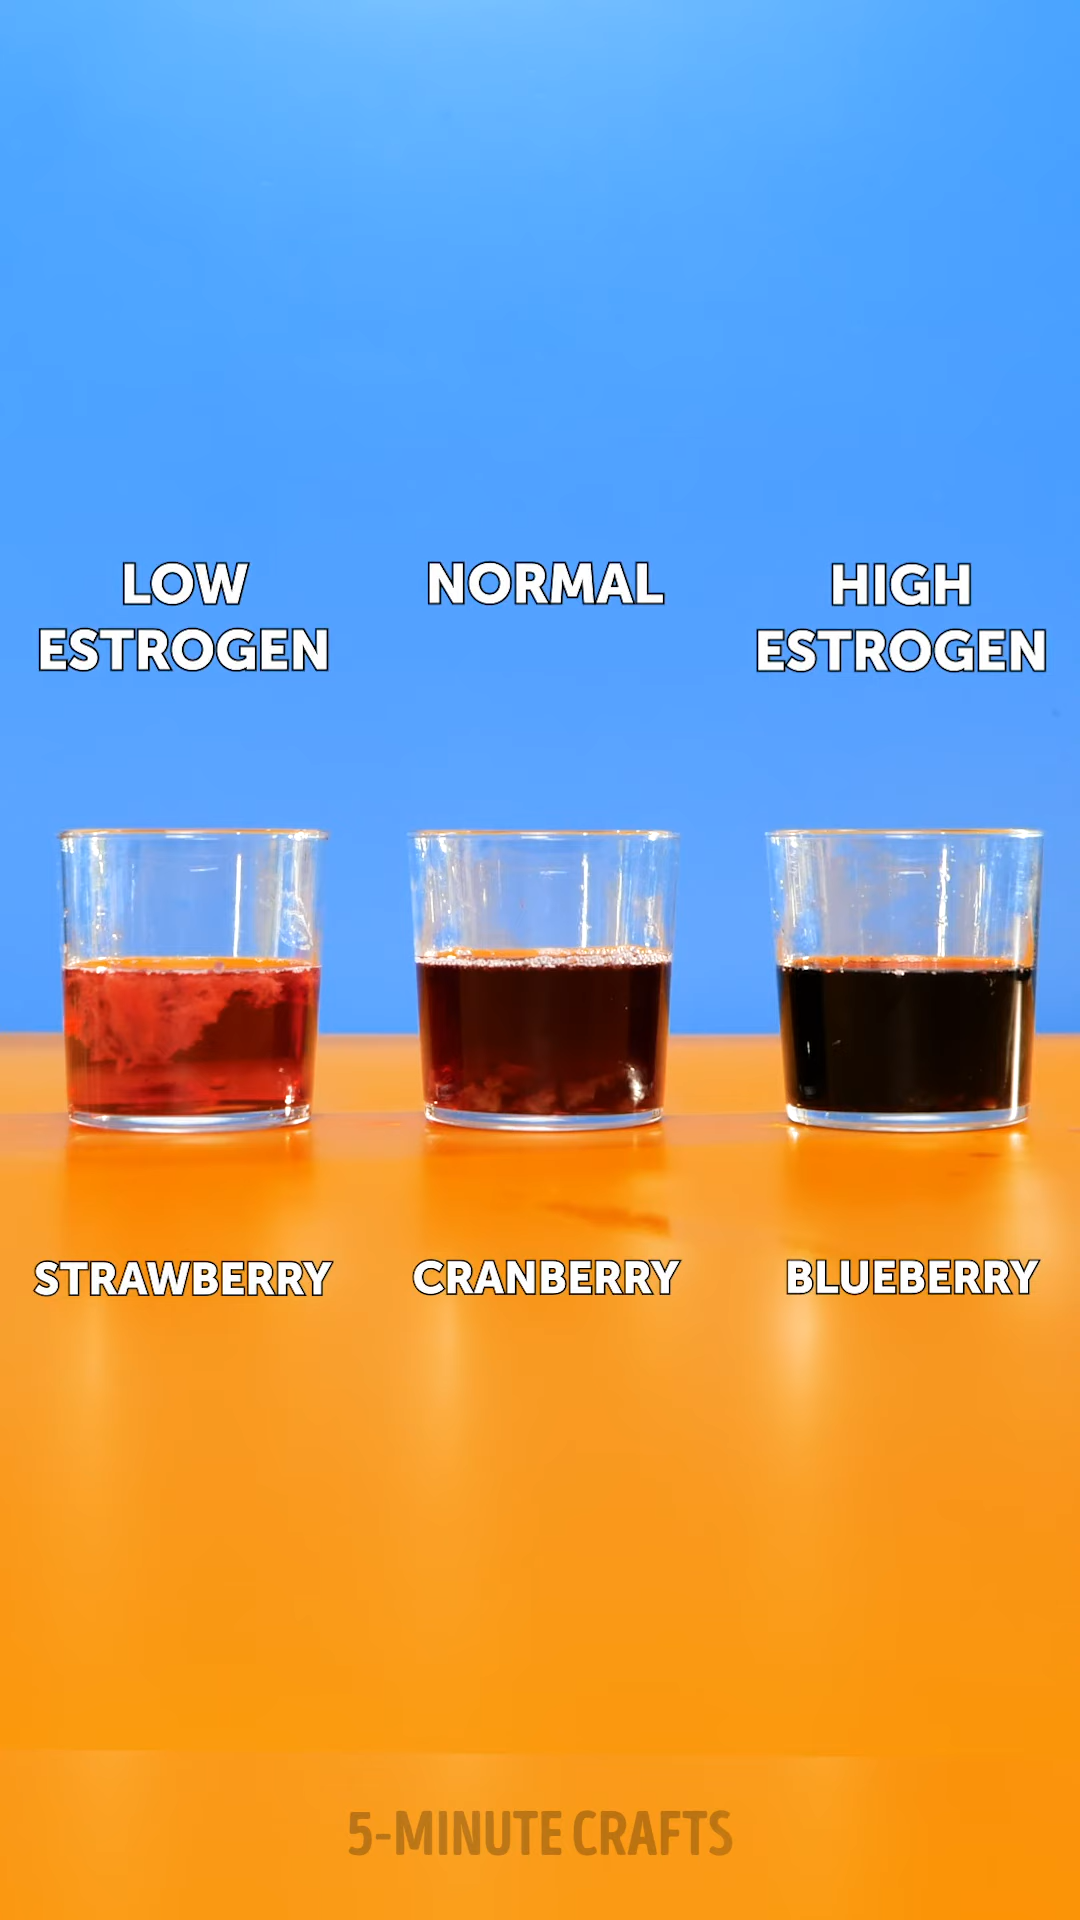 LOW
ESTROGEN
NORMAL
HIGH
ESTROGEN
STRAWBERRY
CRANBERRY
BLUEBERRY
5-MINUTE CRAFTS